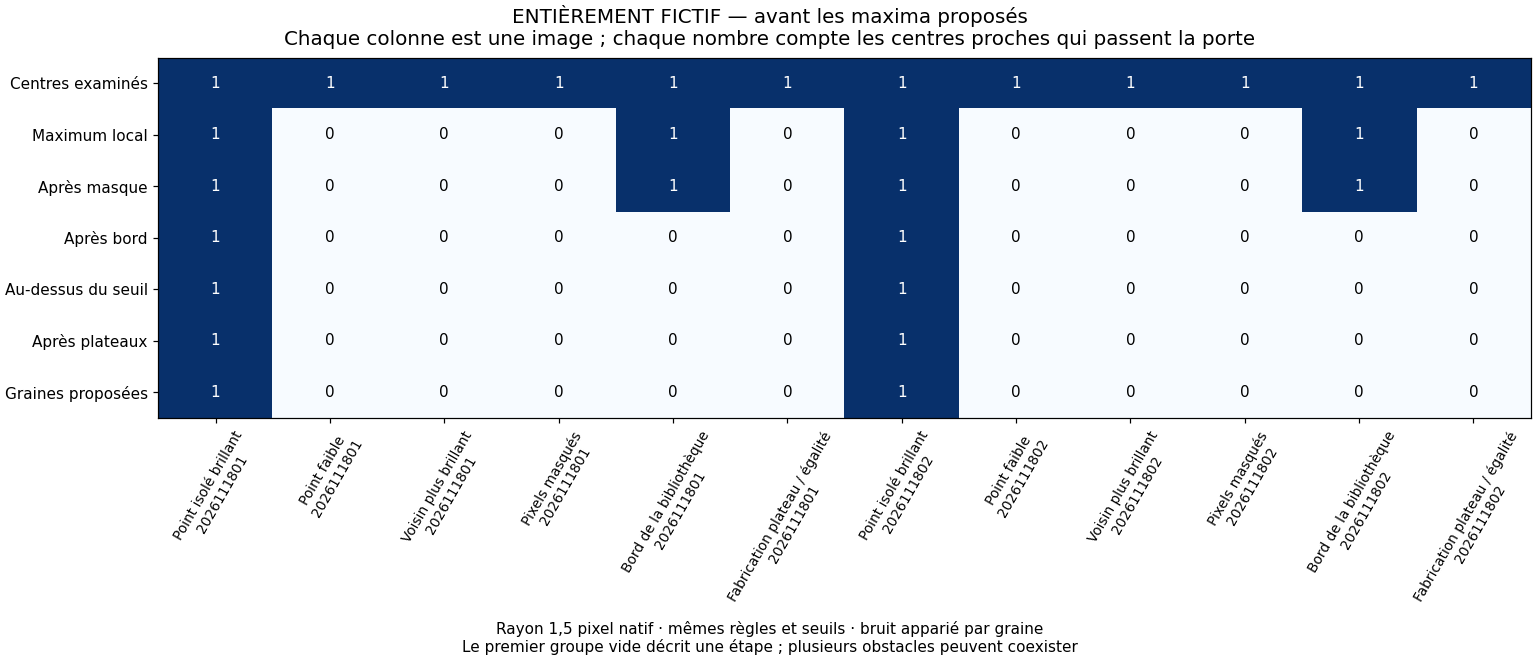 ENTIÈREMENT FICTIF — avant les maxima proposés
Chaque colonne est une image ; chaque nombre compte les centres proches qui passent la porte
Centres examinés 1 1 1 1 1 1 1 1 1 1 1 1
Maximum local 1 0 0 0 1 0 1 0 0 0 1 0
Après masque 1 0 0 0 1 0 1 0 0 0 1 0
Après bord 1 0 0 0 0 0 1 0 0 0 0 0
Au-dessus du seuil 1 0 0 0 0 0 1 0 0 0 0 0
Après plateaux 1 0 0 0 0 0 1 0 0 0 0 0
Graines proposées 1 0 0 0 0 0 1 0 0 0 0 0
Point isolé brillant
2026111801
Point faible
2026111801
Voisin plus brillant
2026111801
Pixels masqués
2026111801
Bord de la bibliothèque
2026111801
Fabrication plateau / égalité
2026111801
Point isolé brillant
2026111802
Point faible
2026111802
Voisin plus brillant
2026111802
Pixels masqués
2026111802
Bord de la bibliothèque
2026111802
Fabrication plateau / égalité
2026111802
Rayon 1,5 pixel natif · mêmes règles et seuils · bruit apparié par graine
Le premier groupe vide décrit une étape ; plusieurs obstacles peuvent coexister